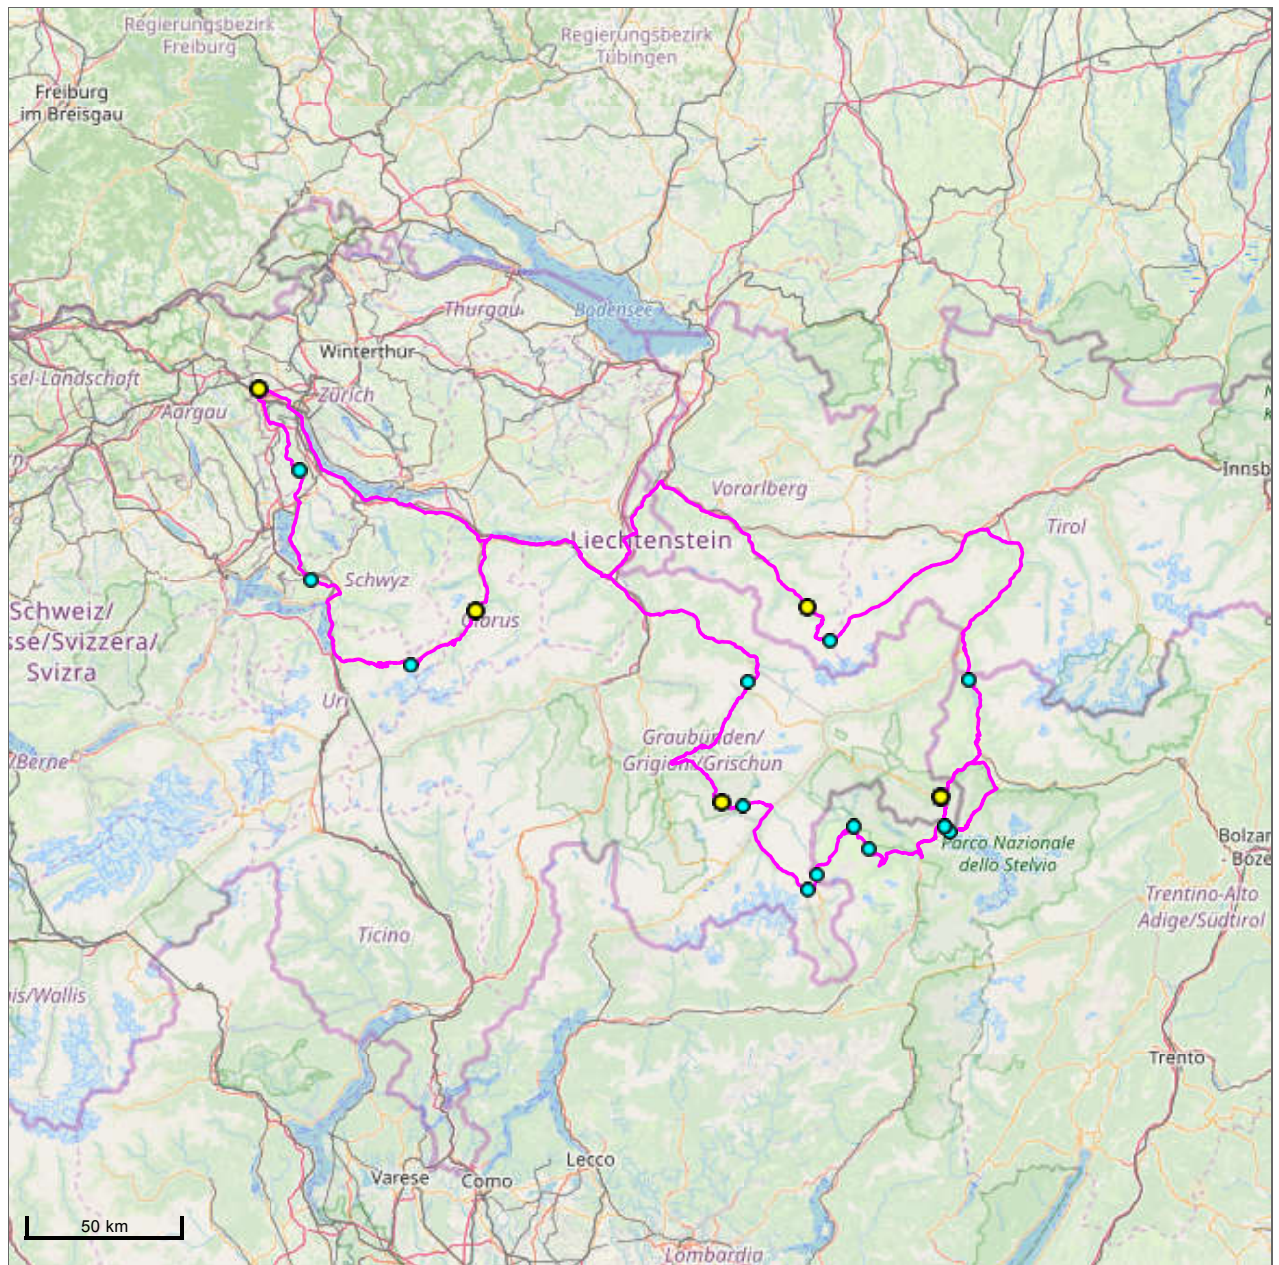 Regierungsbezirk
Freiburg
Regierungsbezirk
Tübingen
Freiburg
im Breisgau
Thurgau
Bodensee
Winterthur
sel-Landschaft
Zürich
Aargau
Innsb
Vorarlberg
Tirol
Liechtenstein
Schwyz
Schweiz/
sse/Svizzera/
Svizra
Glarus
Uri
Graubünden/
Grigioni/Grischun
/Berne
Parco Nazionale
dello Stelvio
Bolzan
- Boze
Trentino-Alto
Adige/Südtirol
Ticino
is/Wallis
Trento
Lecco
Varese
Como
50 km
Lombardia